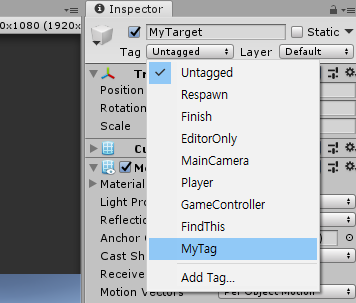 Inspector
0x1080 (1920x
MyTarget
Static
Tag Untagged Layer Default
Untagged
Respawn
Finish
EditorOnly
MainCamera
Player
GameController
FindThis
MyTag
Add Tag...
Tr
Position
Rotation
Scale
Cu
Me
Material
Light Pro
Reflectio
Anchor
Cast Sh
Receive
Motion Vectors Per Object Motion